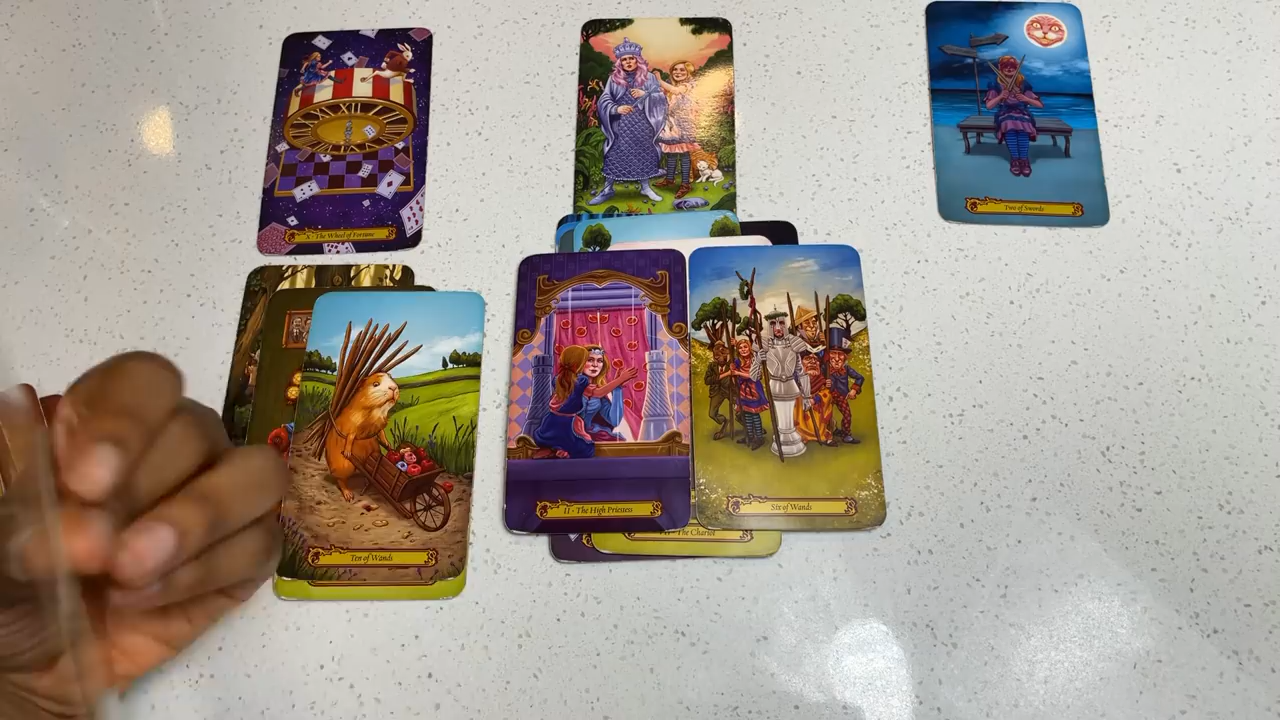 X - The Wheel of Fortune
Two of Swords
XII
II - The High Priestess
Six of Wands
VII - The Chariot
Ten of Wands